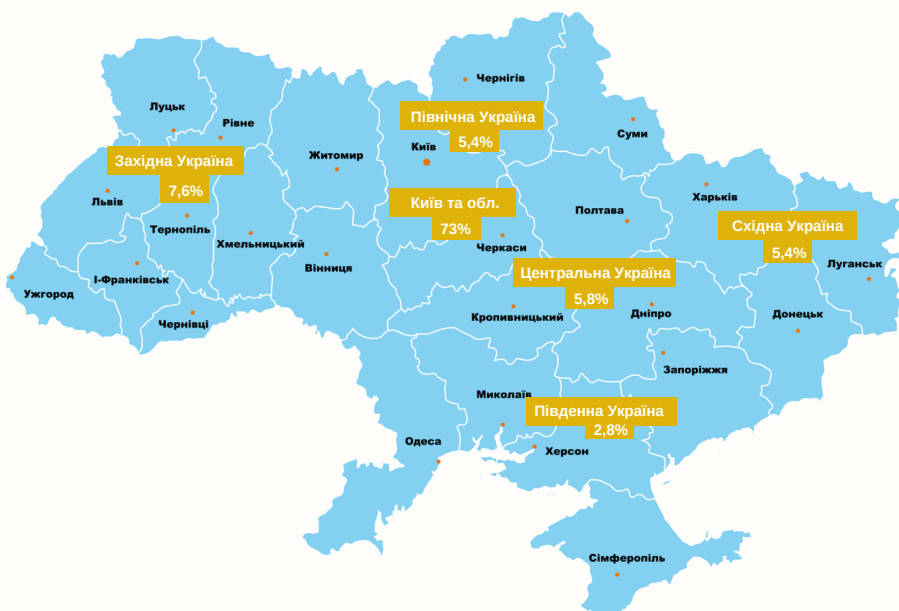 Чернігів
Луцьк
Північна Україна
Рівне
Суми
5,4%
Київ
Житомир
Західна Україна
7,6%
Харьків
Львів
Київ та обл.
Полтава
Східна Україна
73%
Тернопіль
Хмельницький
Черкаси
5,4%
Вінниця
Луганськ
Центральна Україна
І-Франківськ
Ужгород
5,8%
Дніпро
Донецьк
Кропивницький
Чернівці
Запоріжжя
Миколаїв
Південна Україна
2,8%
Одеса
Херсон
Сімферопіль